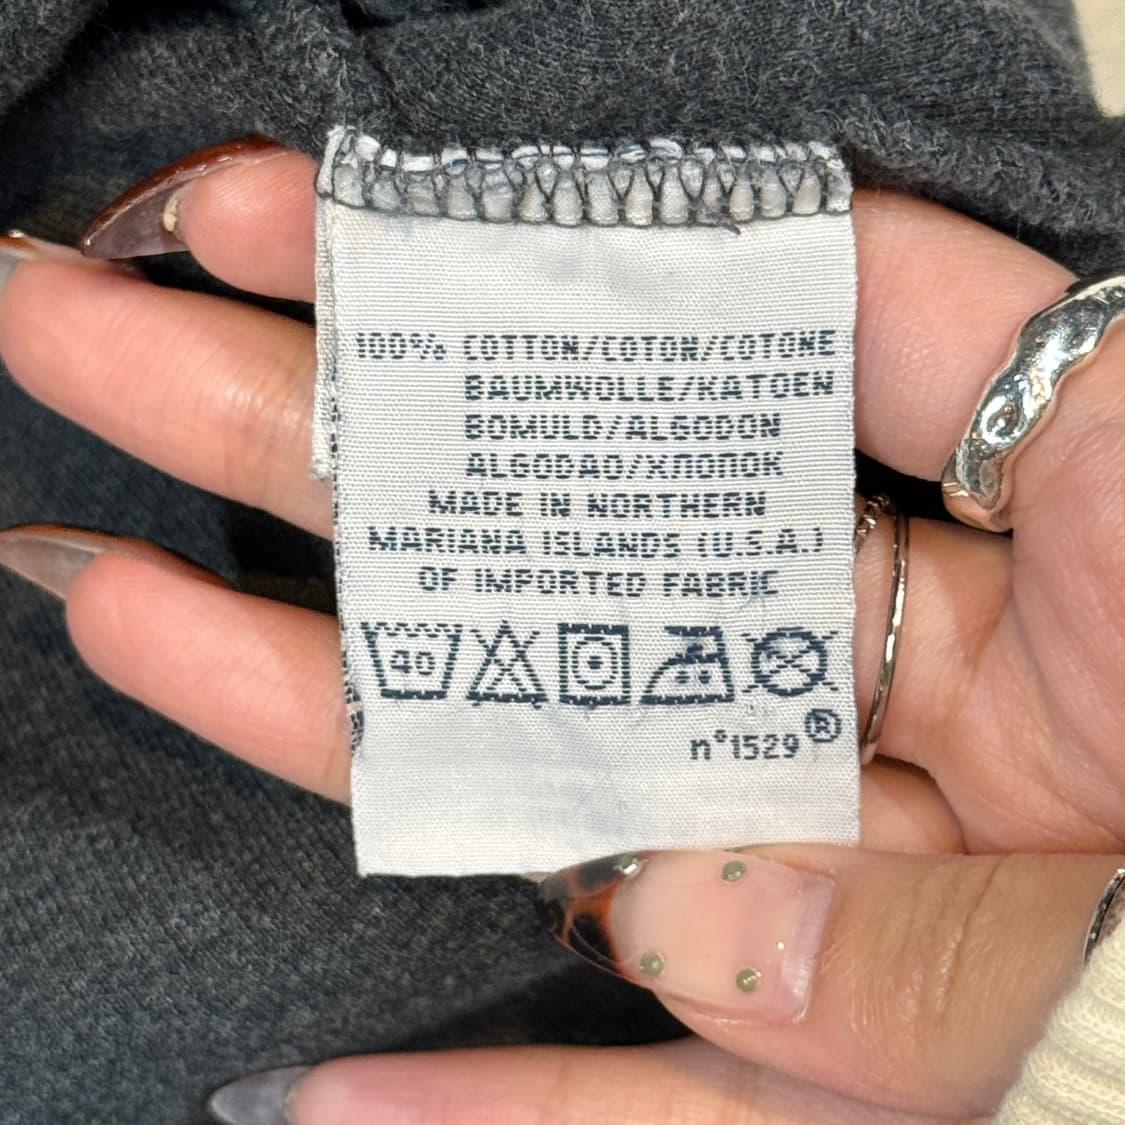 100% COTTON/COTON/COTONE
BAUMWOLLE/KATOEN
BOMULD/ALGODON
ALGODAO/ХЛОПОК
MADE IN NORTHERN
MARIANA ISLANDS (U.S.A.)
OF IMPORTED FABRIC
40
n°1529®